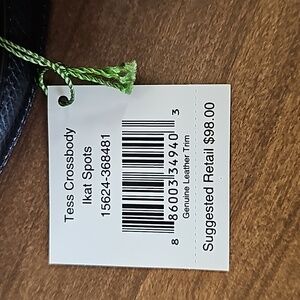 Tess Crossbody
Ikat Spots
15624-368481
8 86003 34940 3
Genuine Leather Trim
Suggested Retail $98.00